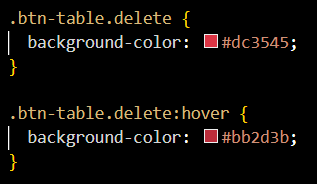 .btn-table.delete {
background-color: #dc3545;
}
.btn-table.delete:hover {
background-color: #bb2d3b;
}